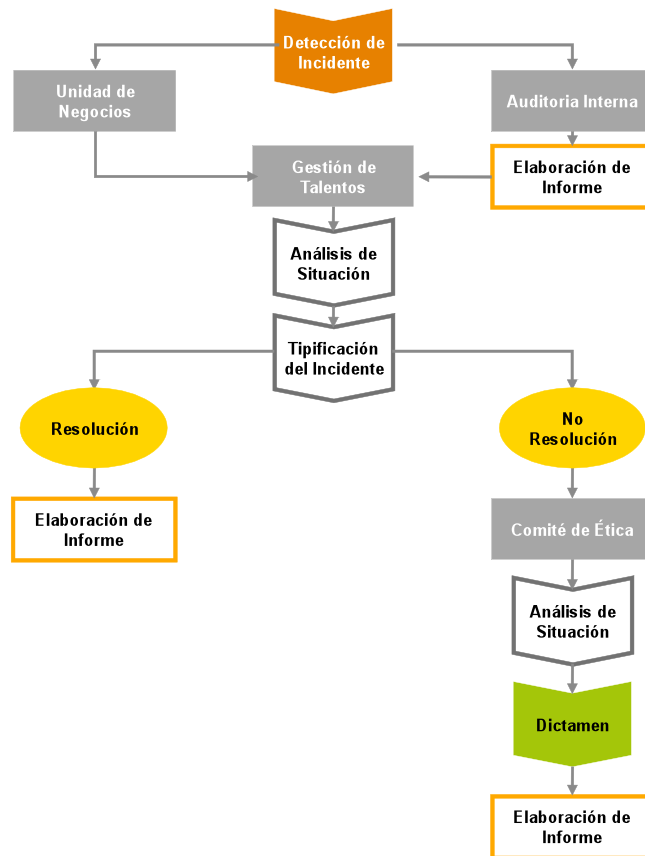 Detección de
Incidente
Unidad de
Negocios
Auditoria Interna
Gestión de
Talentos
Elaboración de
Informe
Análisis de
Situación
Tipificación
del Incidente
Resolución
No
Resolución
Elaboración de
Informe
Comité de Ética
Análisis de
Situación
Dictamen
Elaboración de
Informe